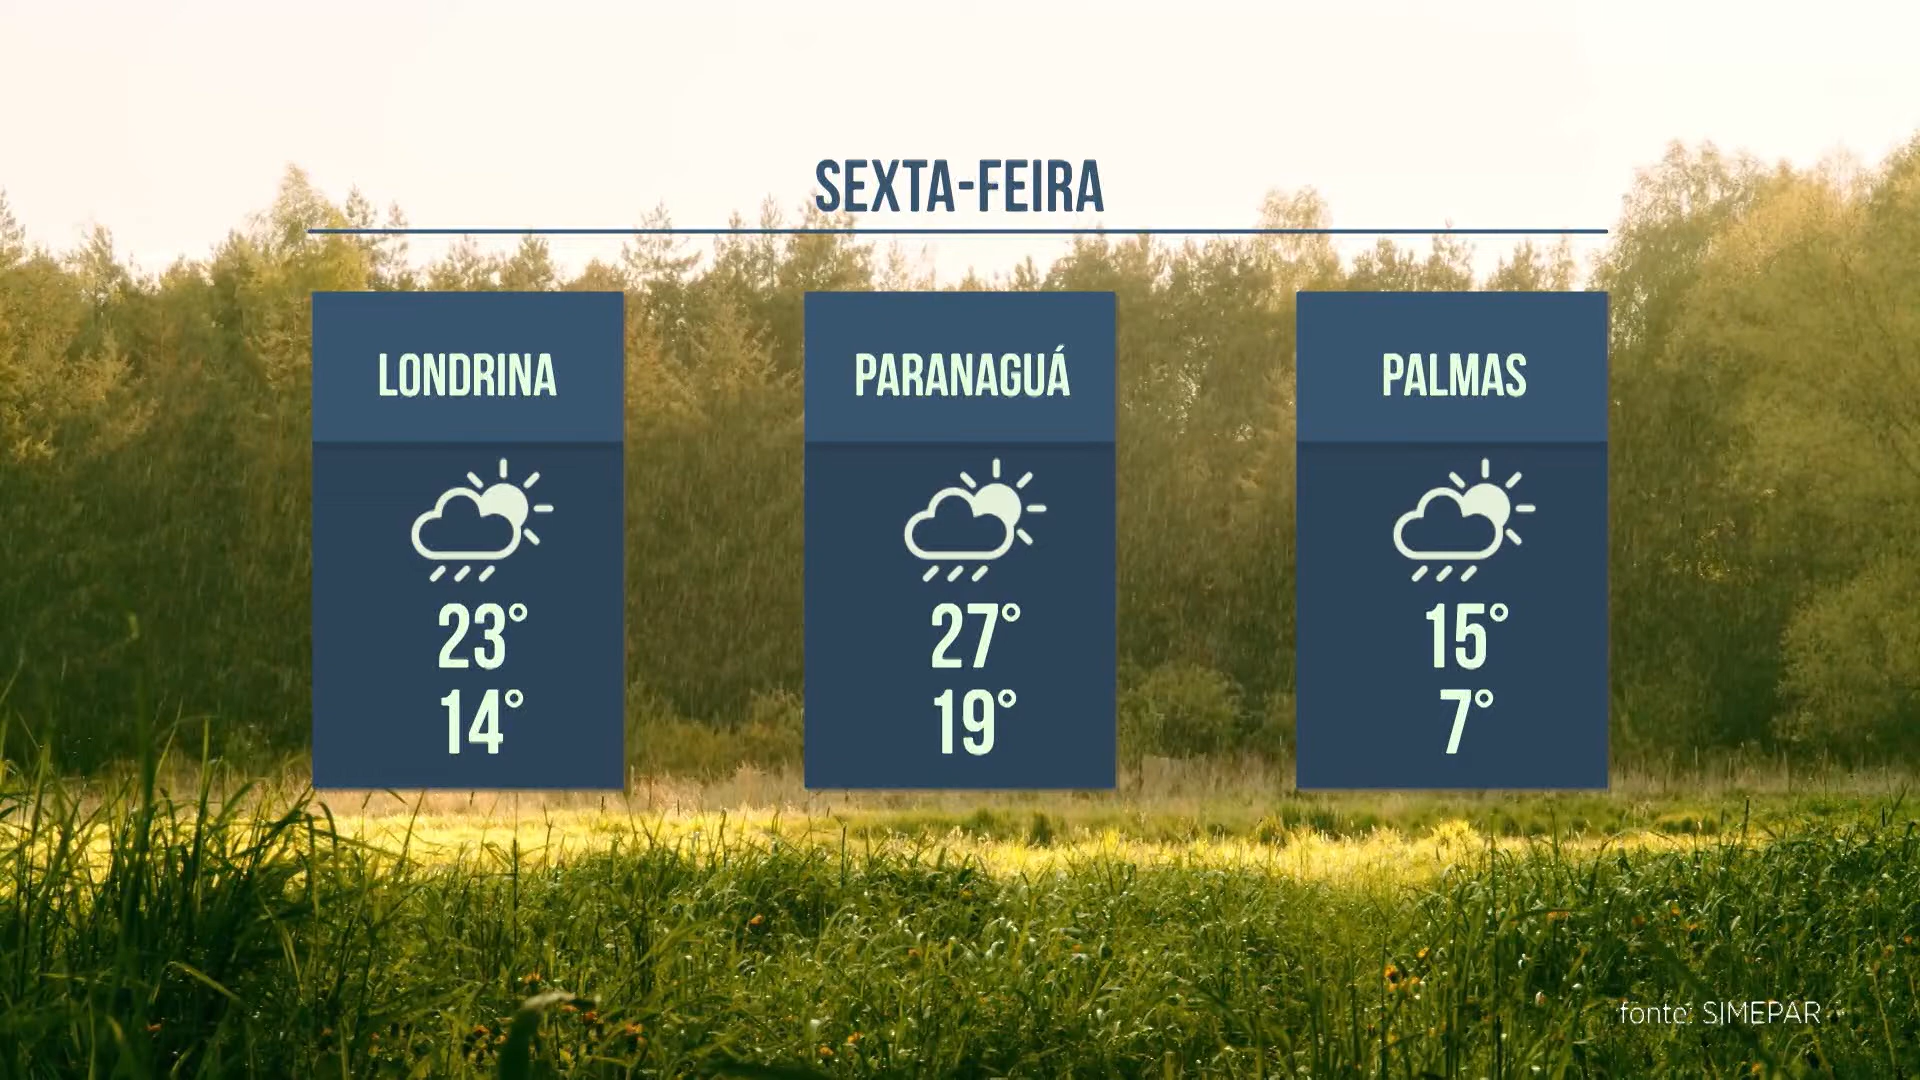 SEXTA-FEIRA
LONDRINA
23°
14°
PARANAGUÁ
27°
19°
PALMAS
15°
7°
fonte: SIMEPAR